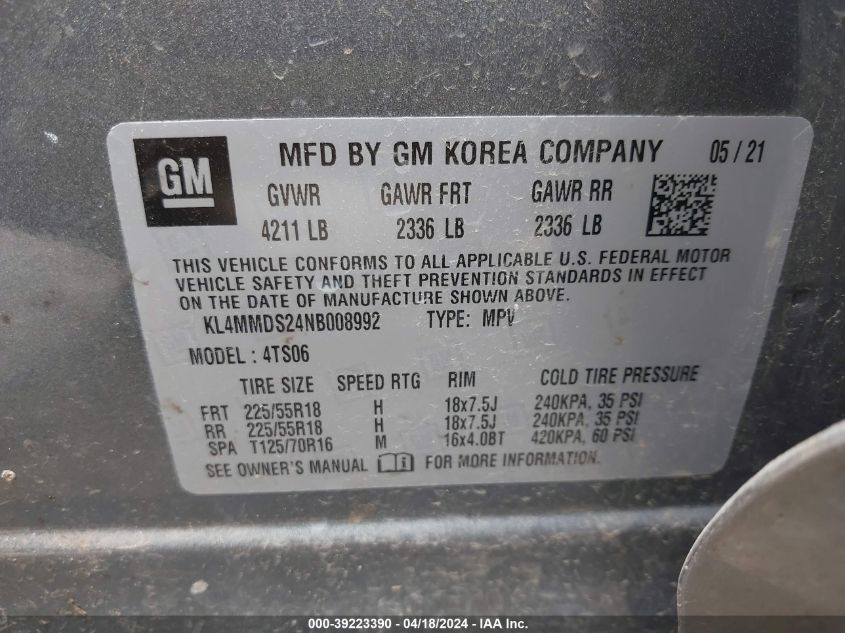 GM
MFD BY GM KOREA COMPANY 05 / 21
GVWR GAWR FRT GAWR RR
4211 LB 2336 LB 2336 LB
THIS VEHICLE CONFORMS TO ALL APPLICABLE U.S. FEDERAL MOTOR
VEHICLE SAFETY AND THEFT PREVENTION STANDARDS IN EFFECT
ON THE DATE OF MANUFACTURE SHOWN ABOVE.
KL4MMDS24NB008992 TYPE: MPV
MODEL : 4TS06
TIRE SIZE SPEED RTG RIM COLD TIRE PRESSURE
FRT 225/55R18 H 18x7.5J 240KPA, 35 PSI
RR 225/55R18 H 18x7.5J 240KPA, 35 PSI
SPA T125/70R16 M 16x4.0BT 420KPA, 60 PSI
SEE OWNER'S MANUAL FOR MORE INFORMATION.
000-39223390 - 04/18/2024 - IAA Inc.